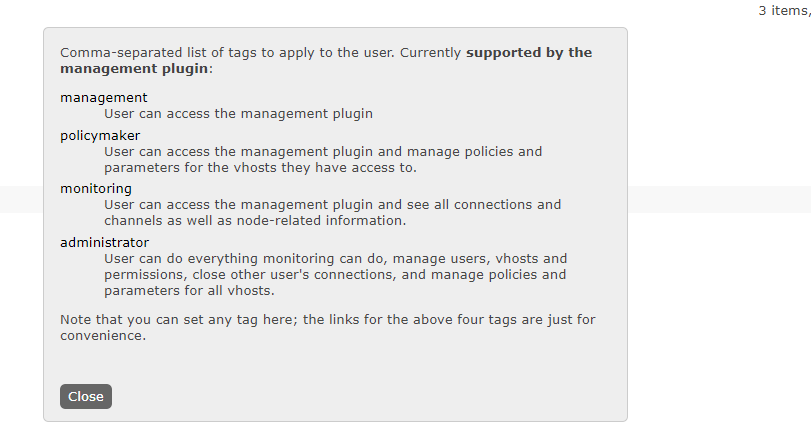 3 items,
Comma-separated list of tags to apply to the user. Currently supported by the
management plugin:
management
User can access the management plugin
policymaker
User can access the management plugin and manage policies and
parameters for the vhosts they have access to.
monitoring
User can access the management plugin and see all connections and
channels as well as node-related information.
administrator
User can do everything monitoring can do, manage users, vhosts and
permissions, close other user's connections, and manage policies and
parameters for all vhosts.
Note that you can set any tag here; the links for the above four tags are just for
convenience.
Close